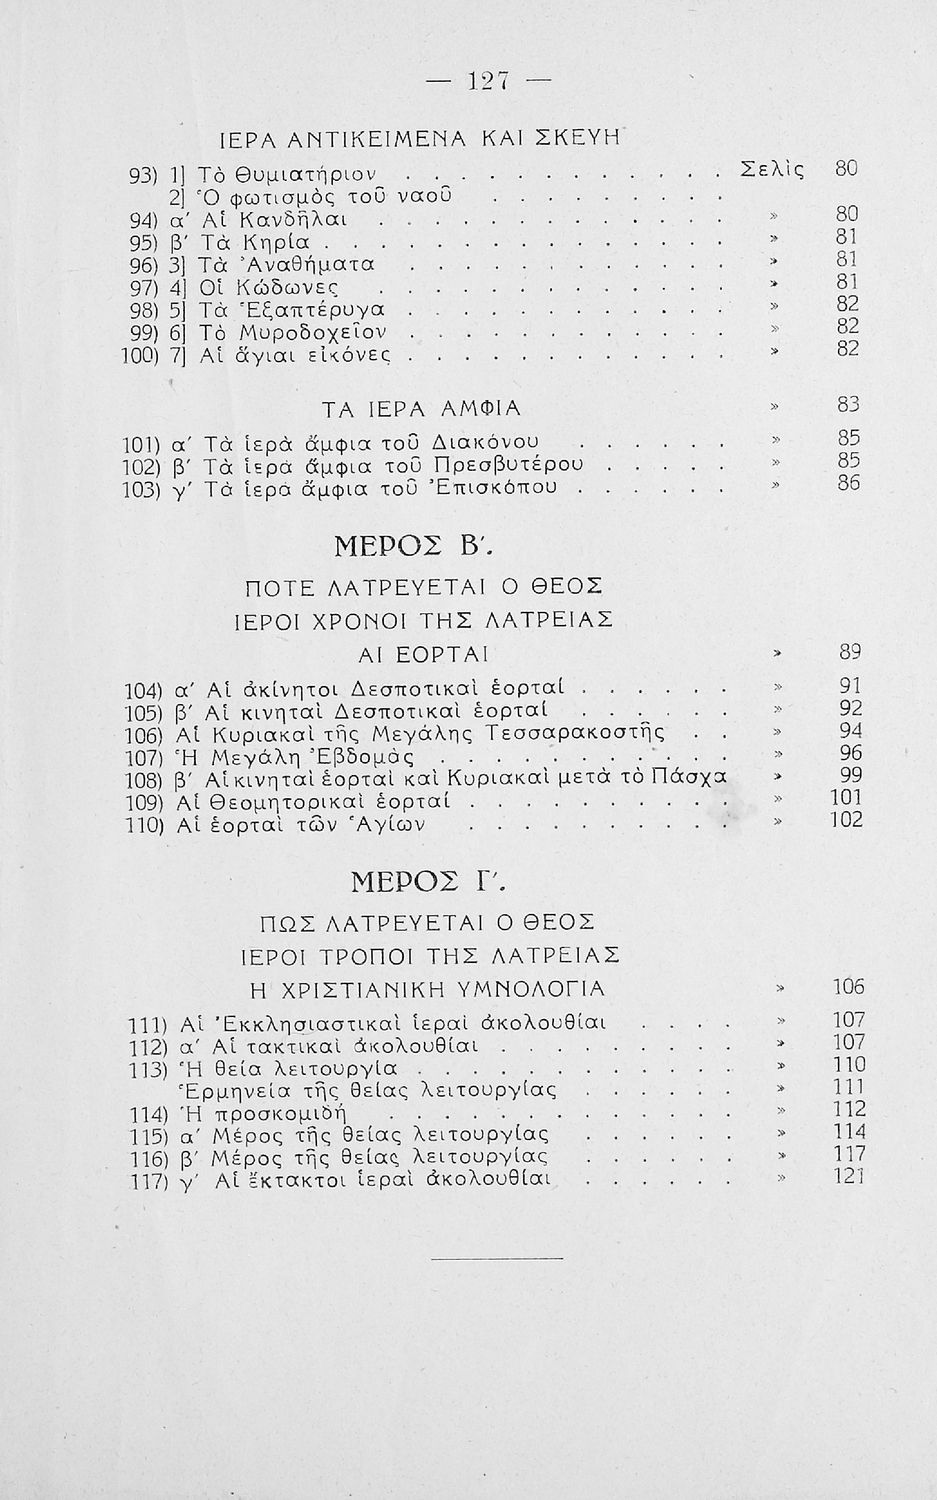 — 127 —
ΙΕΡΑ ΑΝΤΙΚΕΙΜΕΝΑ ΚΑΙ ΣΚΕΥΗ
93) 1] Τὸ Θυμιατήριον . . . . . . . . . . . . Σελὶς 80
2] Ὁ φωτισμὸς τοῦ ναοῦ . . . . . . . . .
94) α' Αἱ Κανδῆλαι . . . . . . . . . . . . . » 80
95) β' Τὰ Κηρία . . . . . . . . . . . . . . . » 81
96) 3] Τὰ Ἀναθήματα . . . . . . . . . . . . » 81
97) 4] Οἱ Κώδωνες . . . . . . . . . . . . . » 81
98) 5] Τὰ Ἑξαπτέρυγα . . . . . . . . . . . . » 82
99) 6] Τὸ Μυροδοχεῖον . . . . . . . . . . . . » 82
100) 7] Αἱ ἅγιαι εἰκόνες . . . . . . . . . . . . » 82
ΤΑ ΙΕΡΑ ΑΜΦΙΑ » 83
101) α' Τὰ ἱερὰ ἄμφια τοῦ Διακόνου . . . . . . » 85
102) β' Τὰ ἱερὰ ἄμφια τοῦ Πρεσβυτέρου . . . . . » 85
103) γ' Τὰ ἱερὰ ἄμφια τοῦ Ἐπισκόπου . . . . . . » 86
ΜΕΡΟΣ Β'.
ΠΟΤΕ ΛΑΤΡΕΥΕΤΑΙ Ο ΘΕΟΣ
ΙΕΡΟΙ ΧΡΟΝΟΙ ΤΗΣ ΛΑΤΡΕΙΑΣ
ΑΙ ΕΟΡΤΑΙ » 89
104) α' Αἱ ἀκίνητοι Δεσποτικαὶ ἑορταί . . . . . . » 91
105) β' Αἱ κινηταὶ Δεσποτικαὶ ἑορταί . . . . . . » 92
106) Αἱ Κυριακαὶ τῆς Μεγάλης Τεσσαρακοστῆς . . » 94
107) Ἡ Μεγάλη Ἑβδομὰς . . . . . . . . . . . » 96
108) β' Αἱ κινηταὶ ἑορταὶ καὶ Κυριακαὶ μετὰ τὸ Πάσχα » 99
109) Αἱ Θεομητορικαὶ ἑορταί . . . . . . . . . . » 101
110) Αἱ ἑορταὶ τῶν Ἁγίων . . . . . . . . . . » 102
ΜΕΡΟΣ Γ'.
ΠΩΣ ΛΑΤΡΕΥΕΤΑΙ Ο ΘΕΟΣ
ΙΕΡΟΙ ΤΡΟΠΟΙ ΤΗΣ ΛΑΤΡΕΙΑΣ
Η ΧΡΙΣΤΙΑΝΙΚΗ ΥΜΝΟΛΟΓΙΑ » 106
111) Αἱ Ἐκκλησιαστικαὶ ἱεραὶ ἀκολουθίαι . . . . » 107
112) α' Αἱ τακτικαὶ ἀκολουθίαι . . . . . . . . . » 107
113) Ἡ θεία λειτουργία . . . . . . . . . . . . » 110
Ἑρμηνεία τῆς θείας λειτουργίας . . . . . . » 111
114) Ἡ προσκομιδή . . . . . . . . . . . . . » 112
115) α' Μέρος τῆς θείας λειτουργίας . . . . . . » 114
116) β' Μέρος τῆς θείας λειτουργίας . . . . . . » 117
117) γ' Αἱ ἔκτακτοι ἱεραὶ ἀκολουθίαι . . . . . . » 121